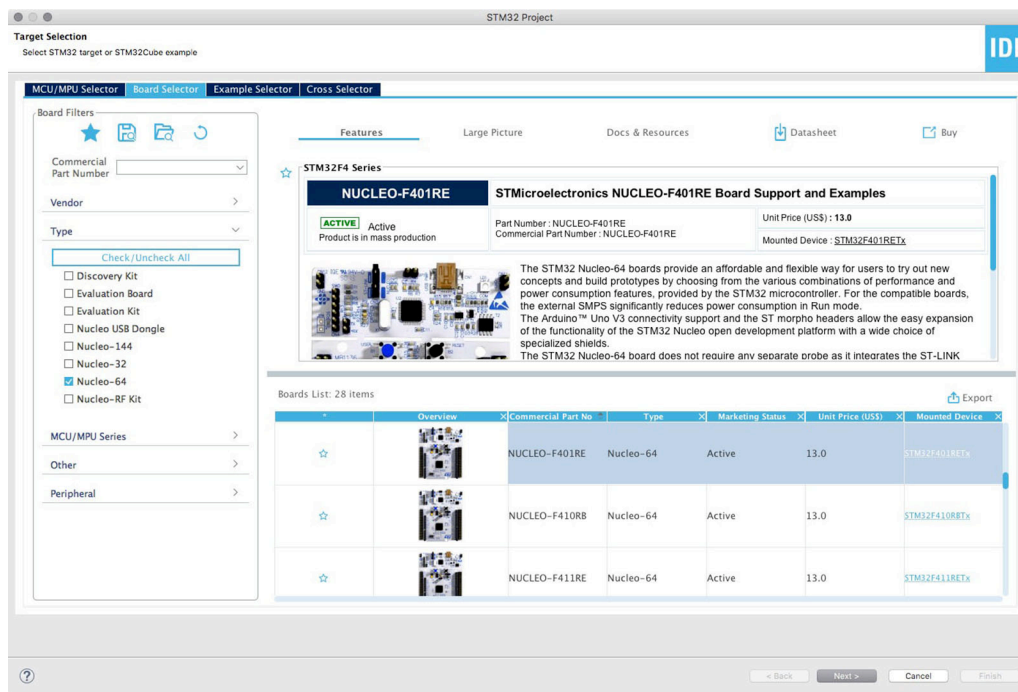 STM32 Project
Target Selection
Select STM32 target or STM32Cube example
IDE
MCU/MPU Selector
Board Selector
Example Selector
Cross Selector
Board Filters
Commercial
Part Number
Vendor
Type
Check/Uncheck All
Discovery Kit
Evaluation Board
Evaluation Kit
Nucleo USB Dongle
Nucleo-144
Nucleo-32
Nucleo-64
Nucleo-RF Kit
MCU/MPU Series
Other
Peripheral
Features
Large Picture
Docs & Resources
Datasheet
Buy
STM32F4 Series
NUCLEO-F401RE
STMicroelectronics NUCLEO-F401RE Board Support and Examples
ACTIVE Active
Product is in mass production
Part Number : NUCLEO-F401RE
Commercial Part Number : NUCLEO-F401RE
Unit Price (US$) : 13.0
Mounted Device : STM32F401RETx
The STM32 Nucleo-64 boards provide an affordable and flexible way for users to try out new
concepts and build prototypes by choosing from the various combinations of performance and
power consumption features, provided by the STM32 microcontroller. For the compatible boards,
the external SMPS significantly reduces power consumption in Run mode.
The Arduino™ Uno V3 connectivity support and the ST morpho headers allow the easy expansion
of the functionality of the STM32 Nucleo open development platform with a wide choice of
specialized shields.
The STM32 Nucleo-64 board does not require any separate probe as it integrates the ST-LINK
Boards List: 28 items
Export
* Overview Commercial Part No Type Marketing Status Unit Price (US$) Mounted Device
NUCLEO-F401RE Nucleo-64 Active 13.0 STM32F401RETx
NUCLEO-F410RB Nucleo-64 Active 13.0 STM32F410RBTx
NUCLEO-F411RE Nucleo-64 Active 13.0 STM32F411RETx
?
< Back
Next >
Cancel
Finish